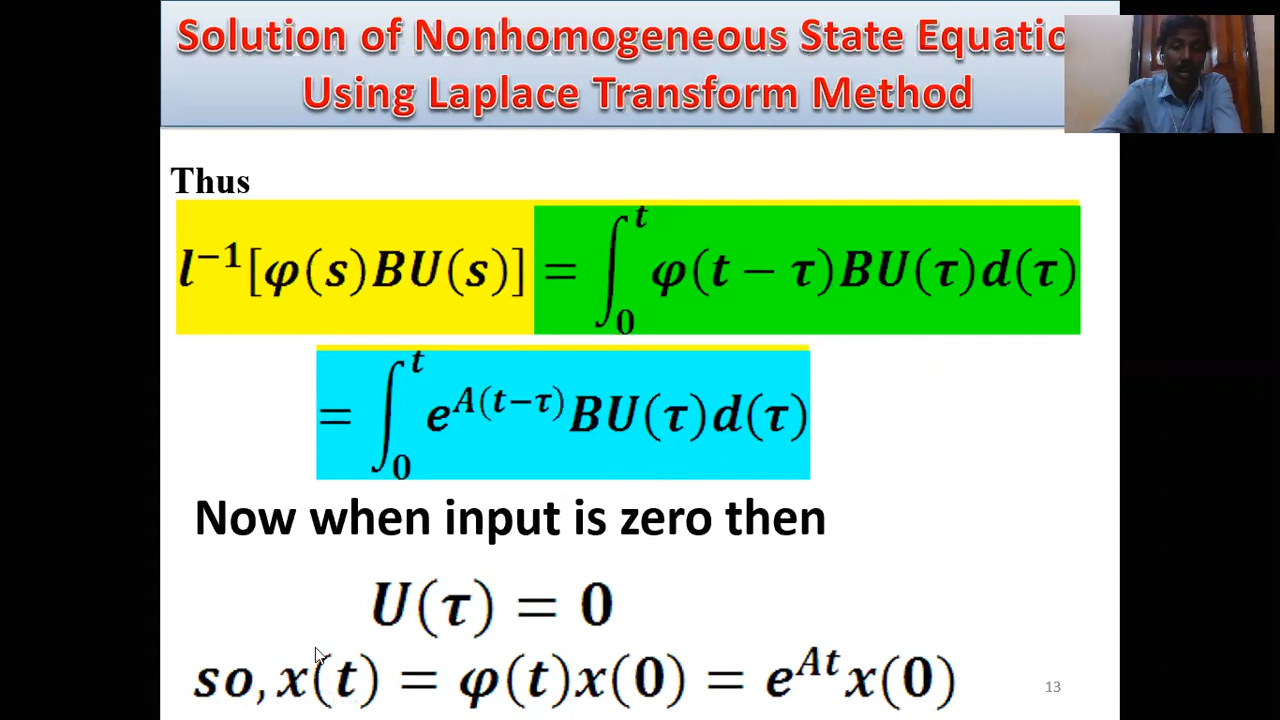 Solution of Nonhomogeneous State Equatio
Using Laplace Transform Method
Thus
l⁻¹[φ(s)BU(s)] = ∫₀ᵗ φ(t − τ)BU(τ)d(τ)
= ∫₀ᵗ e^{A(t−τ)}BU(τ)d(τ)
Now when input is zero then
U(τ) = 0
so, x(t) = φ(t)x(0) = e^{At}x(0)
13